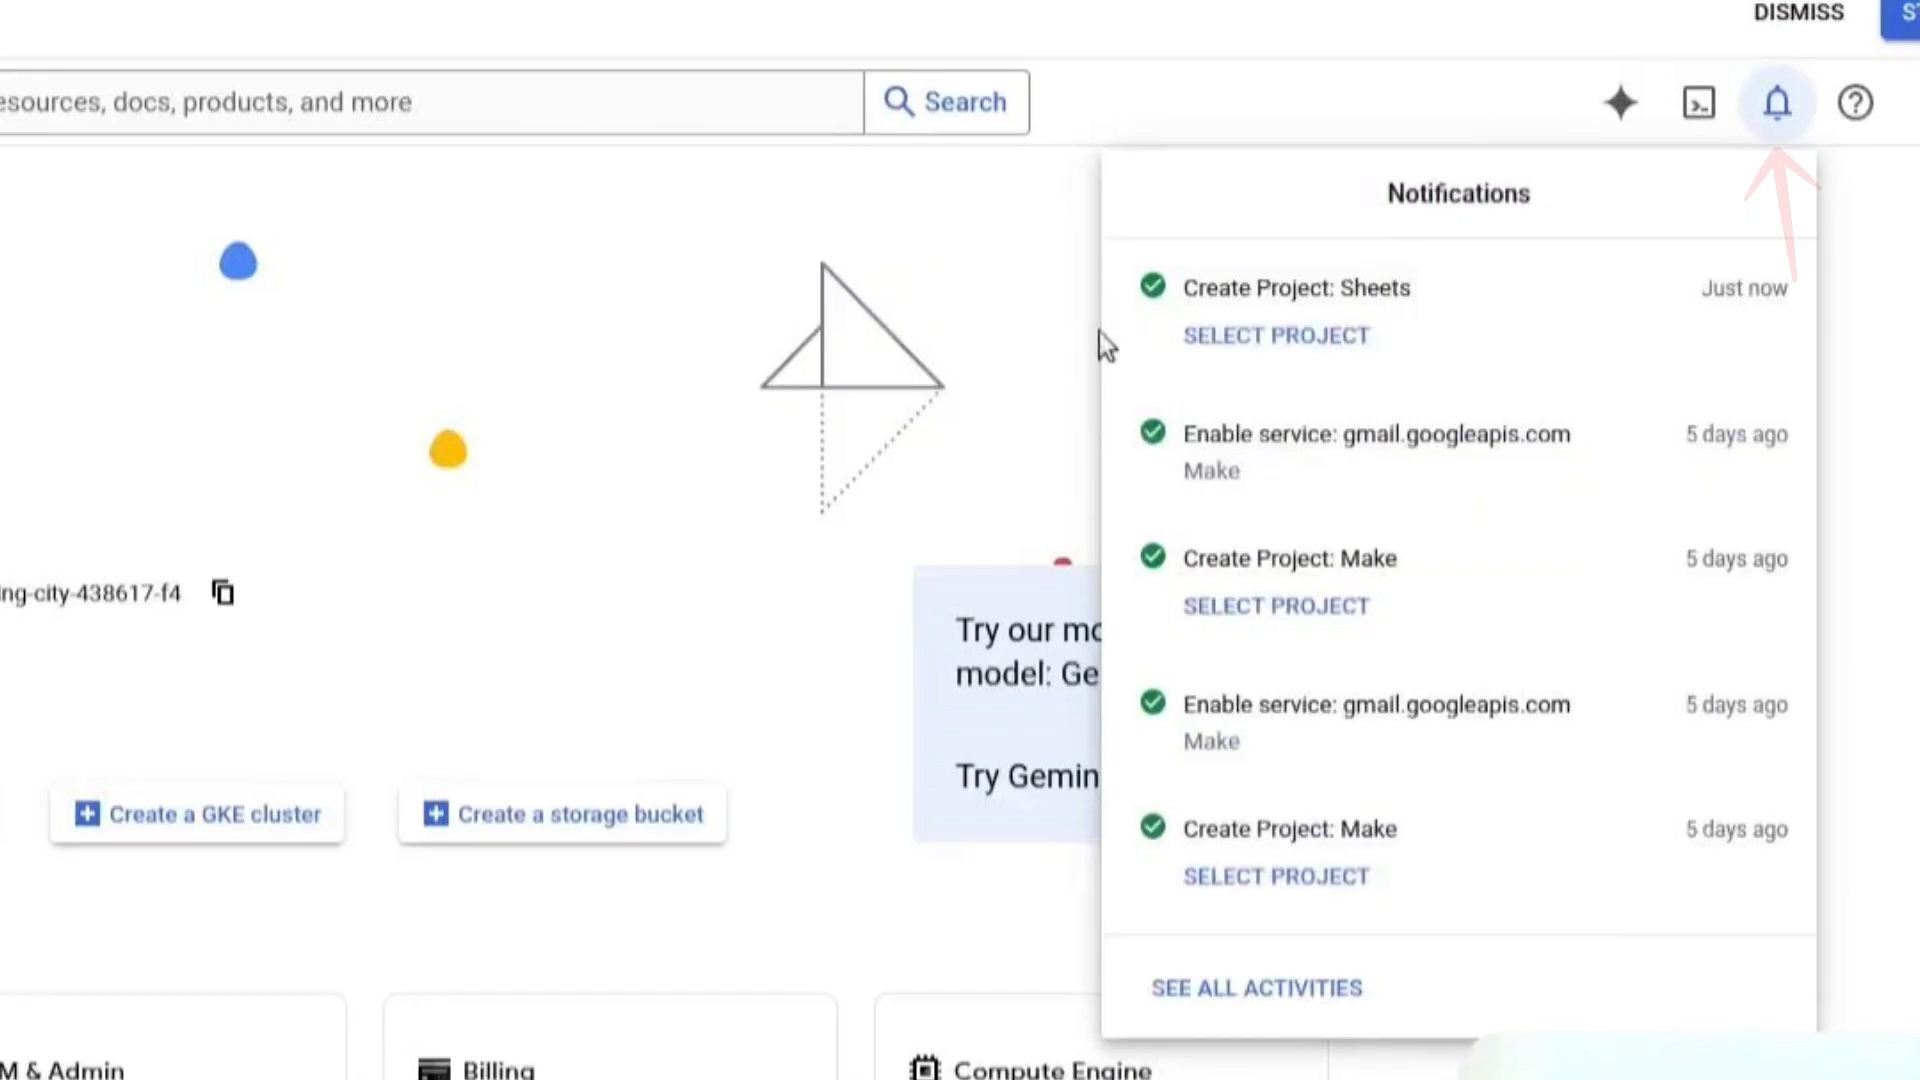 DISMISS
esources, docs, products, and more
Search
Notifications
Create Project: Sheets
Just now
SELECT PROJECT
Enable service: gmail.googleapis.com
5 days ago
Make
Create Project: Make
5 days ago
SELECT PROJECT
Enable service: gmail.googleapis.com
5 days ago
Make
Create Project: Make
5 days ago
SELECT PROJECT
SEE ALL ACTIVITIES
ng-city-438617-f4
Try our mo
model: Ge
Try Gemin
Create a GKE cluster
Create a storage bucket
M & Admin
Billing
Compute Engine